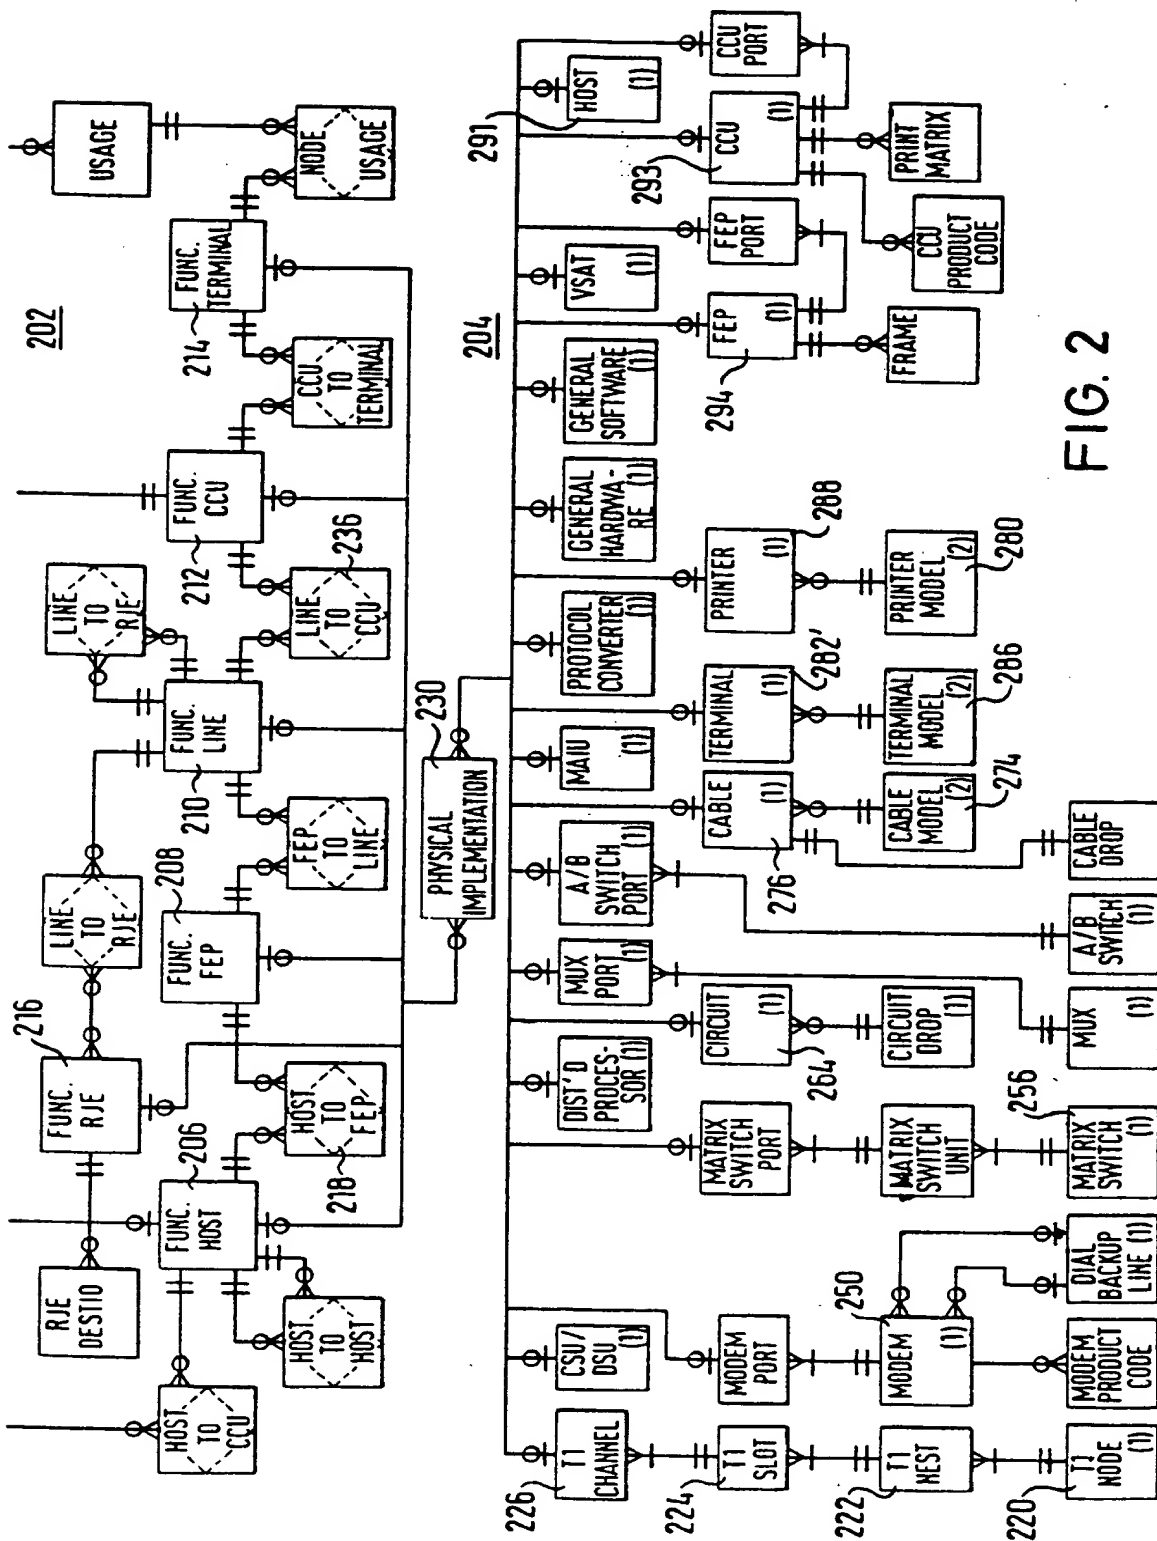 202
HOST
TO
CCU
RJE
DESTIO
HOST
TO
HOST
FUNC.
HOST
206
FUNC.
RJE
216
HOST
TO
FEP
218
LINE
TO
RJE
FUNC.
FEP
208
FEP
TO
LINE
FUNC.
LINE
210
LINE
TO
RJE
LINE
TO
CCU
236
FUNC.
CCU
212
CCU
TO
TERMINAL
FUNC.
TERMINAL
214
USAGE
NODE
USAGE
PHYSICAL
IMPLEMENTATION
230
204
T1
CHANNEL
226
CSU/
DSU
(1)
DIST'D
PROCES-
SOR (1)
MUX
PORT
(1)
A/B
SWITCH
PORT
(1)
MAIU
(1)
PROTOCOL
CONVERTER
(1)
GENERAL
HARDWA-
RE (1)
GENERAL
SOFTWARE
(1)
VSAT
(1)
HOST
(1)
291
T1
SLOT
224
MODEM
PORT
MATRIX
SWITCH
PORT
CIRCUIT
(1)
264
CABLE
(1)
276
TERMINAL
(1)
282'
PRINTER
(1)
288
FEP
(1)
294
FEP
PORT
CCU
(1)
293
CCU
PORT
T1
NEST
222
MODEM
(1)
250
MATRIX
SWITCH
UNIT
CIRCUIT
DROP
(1)
CABLE
MODEL
(2)
274
TERMINAL
MODEL
(2)
286
PRINTER
MODEL
(2)
280
FRAME
CCU
PRODUCT
CODE
PRINT
MATRIX
T1
NODE
(1)
220
MODEM
PRODUCT
CODE
DIAL
BACKUP
LINE (1)
MATRIX
SWITCH
(1)
256
MUX
(1)
A/B
SWITCH
(1)
CABLE
DROP
FIG. 2